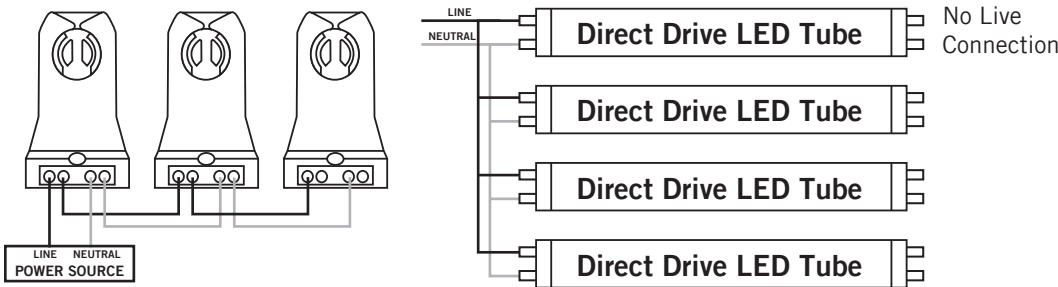 LINE NEUTRAL
POWER SOURCE
LINE
NEUTRAL
Direct Drive LED Tube
No Live
Connection
Direct Drive LED Tube
Direct Drive LED Tube
Direct Drive LED Tube